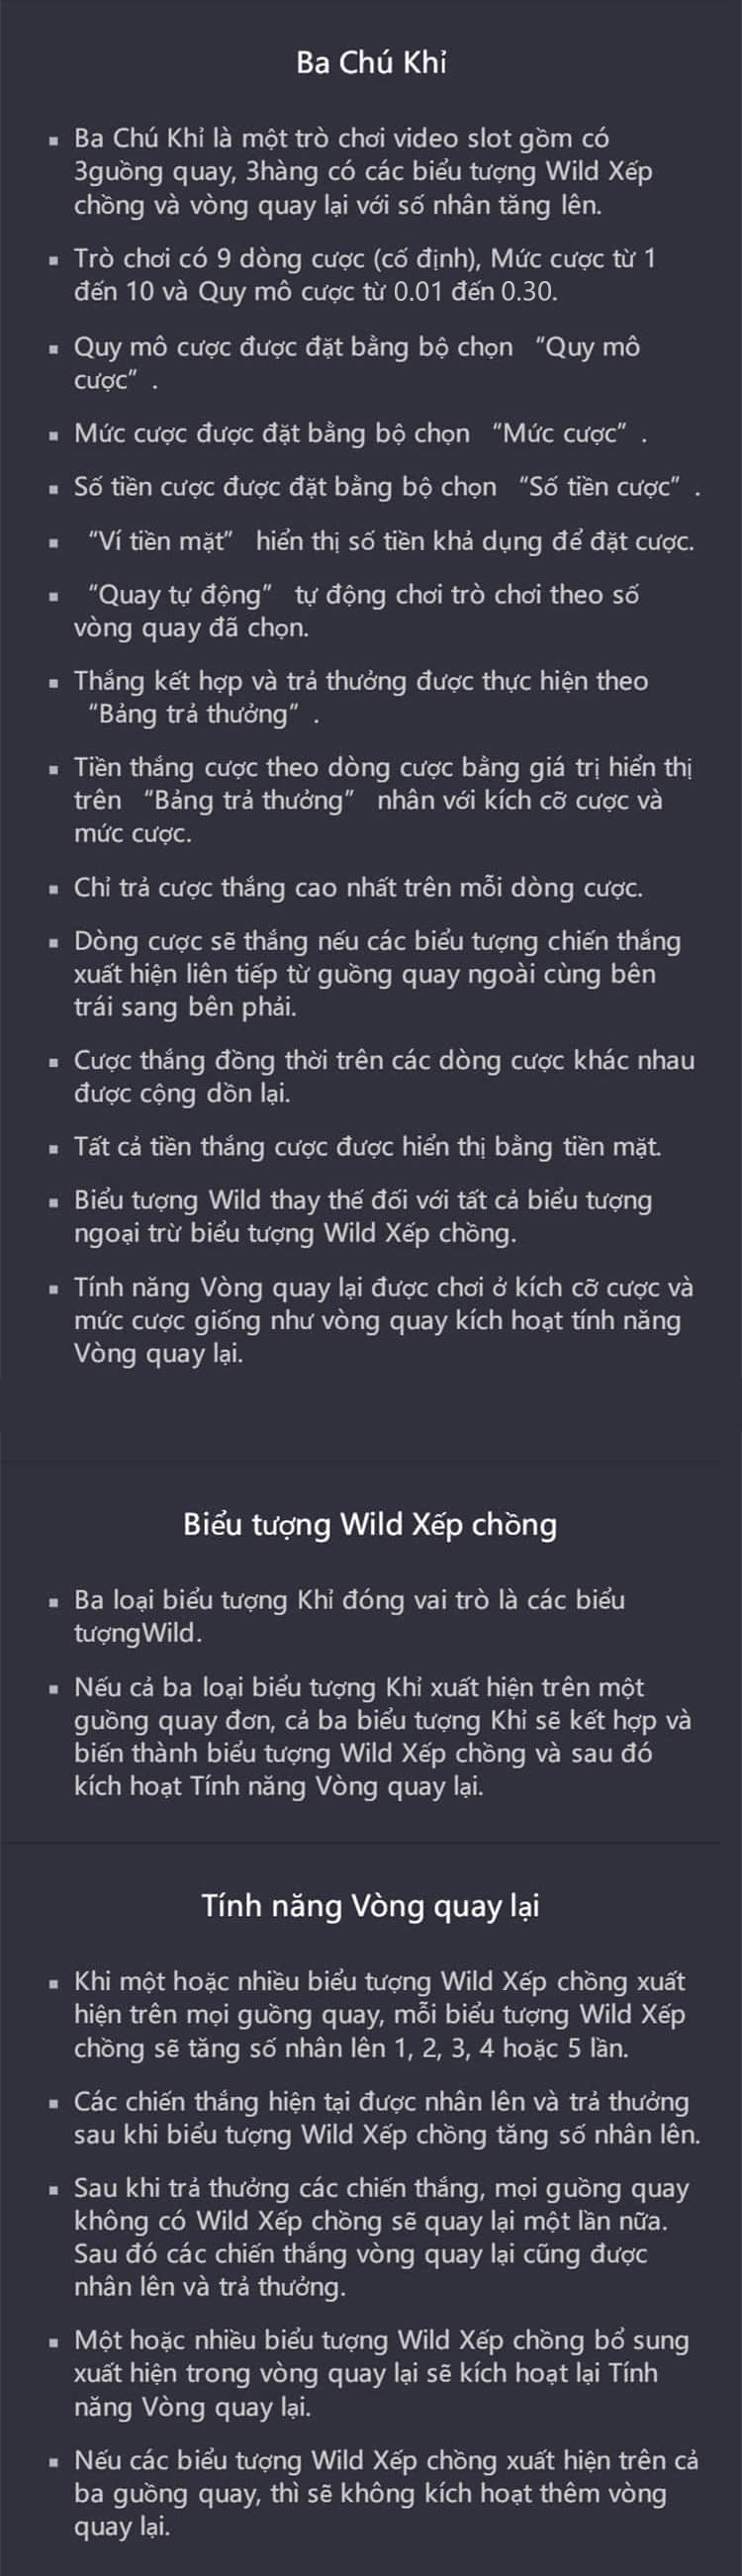 Ba Chú Khỉ
▪ Ba Chú Khỉ là một trò chơi video slot gồm có
3guồng quay, 3hàng có các biểu tượng Wild Xếp
chồng và vòng quay lại với số nhân tăng lên.
▪ Trò chơi có 9 dòng cược (cố định), Mức cược từ 1
đến 10 và Quy mô cược từ 0.01 đến 0.30.
▪ Quy mô cược được đặt bằng bộ chọn “Quy mô
cược” .
▪ Mức cược được đặt bằng bộ chọn “Mức cược” .
▪ Số tiền cược được đặt bằng bộ chọn “Số tiền cược” .
▪ “Ví tiền mặt” hiển thị số tiền khả dụng để đặt cược.
▪ “Quay tự động” tự động chơi trò chơi theo số
vòng quay đã chọn.
▪ Thắng kết hợp và trả thưởng được thực hiện theo
“Bảng trả thưởng” .
▪ Tiền thắng cược theo dòng cược bằng giá trị hiển thị
trên “Bảng trả thưởng” nhân với kích cỡ cược và
mức cược.
▪ Chỉ trả cược thắng cao nhất trên mỗi dòng cược.
▪ Dòng cược sẽ thắng nếu các biểu tượng chiến thắng
xuất hiện liên tiếp từ guồng quay ngoài cùng bên
trái sang bên phải.
▪ Cược thắng đồng thời trên các dòng cược khác nhau
được cộng dồn lại.
▪ Tất cả tiền thắng cược được hiển thị bằng tiền mặt.
▪ Biểu tượng Wild thay thế đối với tất cả biểu tượng
ngoại trừ biểu tượng Wild Xếp chồng.
▪ Tính năng Vòng quay lại được chơi ở kích cỡ cược và
mức cược giống như vòng quay kích hoạt tính năng
Vòng quay lại.
Biểu tượng Wild Xếp chồng
▪ Ba loại biểu tượng Khỉ đóng vai trò là các biểu
tượngWild.
▪ Nếu cả ba loại biểu tượng Khỉ xuất hiện trên một
guồng quay đơn, cả ba biểu tượng Khỉ sẽ kết hợp và
biến thành biểu tượng Wild Xếp chồng và sau đó
kích hoạt Tính năng Vòng quay lại.
Tính năng Vòng quay lại
▪ Khi một hoặc nhiều biểu tượng Wild Xếp chồng xuất
hiện trên mọi guồng quay, mỗi biểu tượng Wild Xếp
chồng sẽ tăng số nhân lên 1, 2, 3, 4 hoặc 5 lần.
▪ Các chiến thắng hiện tại được nhân lên và trả thưởng
sau khi biểu tượng Wild Xếp chồng tăng số nhân lên.
▪ Sau khi trả thưởng các chiến thắng, mọi guồng quay
không có Wild Xếp chồng sẽ quay lại một lần nữa.
Sau đó các chiến thắng vòng quay lại cũng được
nhân lên và trả thưởng.
▪ Một hoặc nhiều biểu tượng Wild Xếp chồng bổ sung
xuất hiện trong vòng quay lại sẽ kích hoạt lại Tính
năng Vòng quay lại.
▪ Nếu các biểu tượng Wild Xếp chồng xuất hiện trên cả
ba guồng quay, thì sẽ không kích hoạt thêm vòng
quay lại.